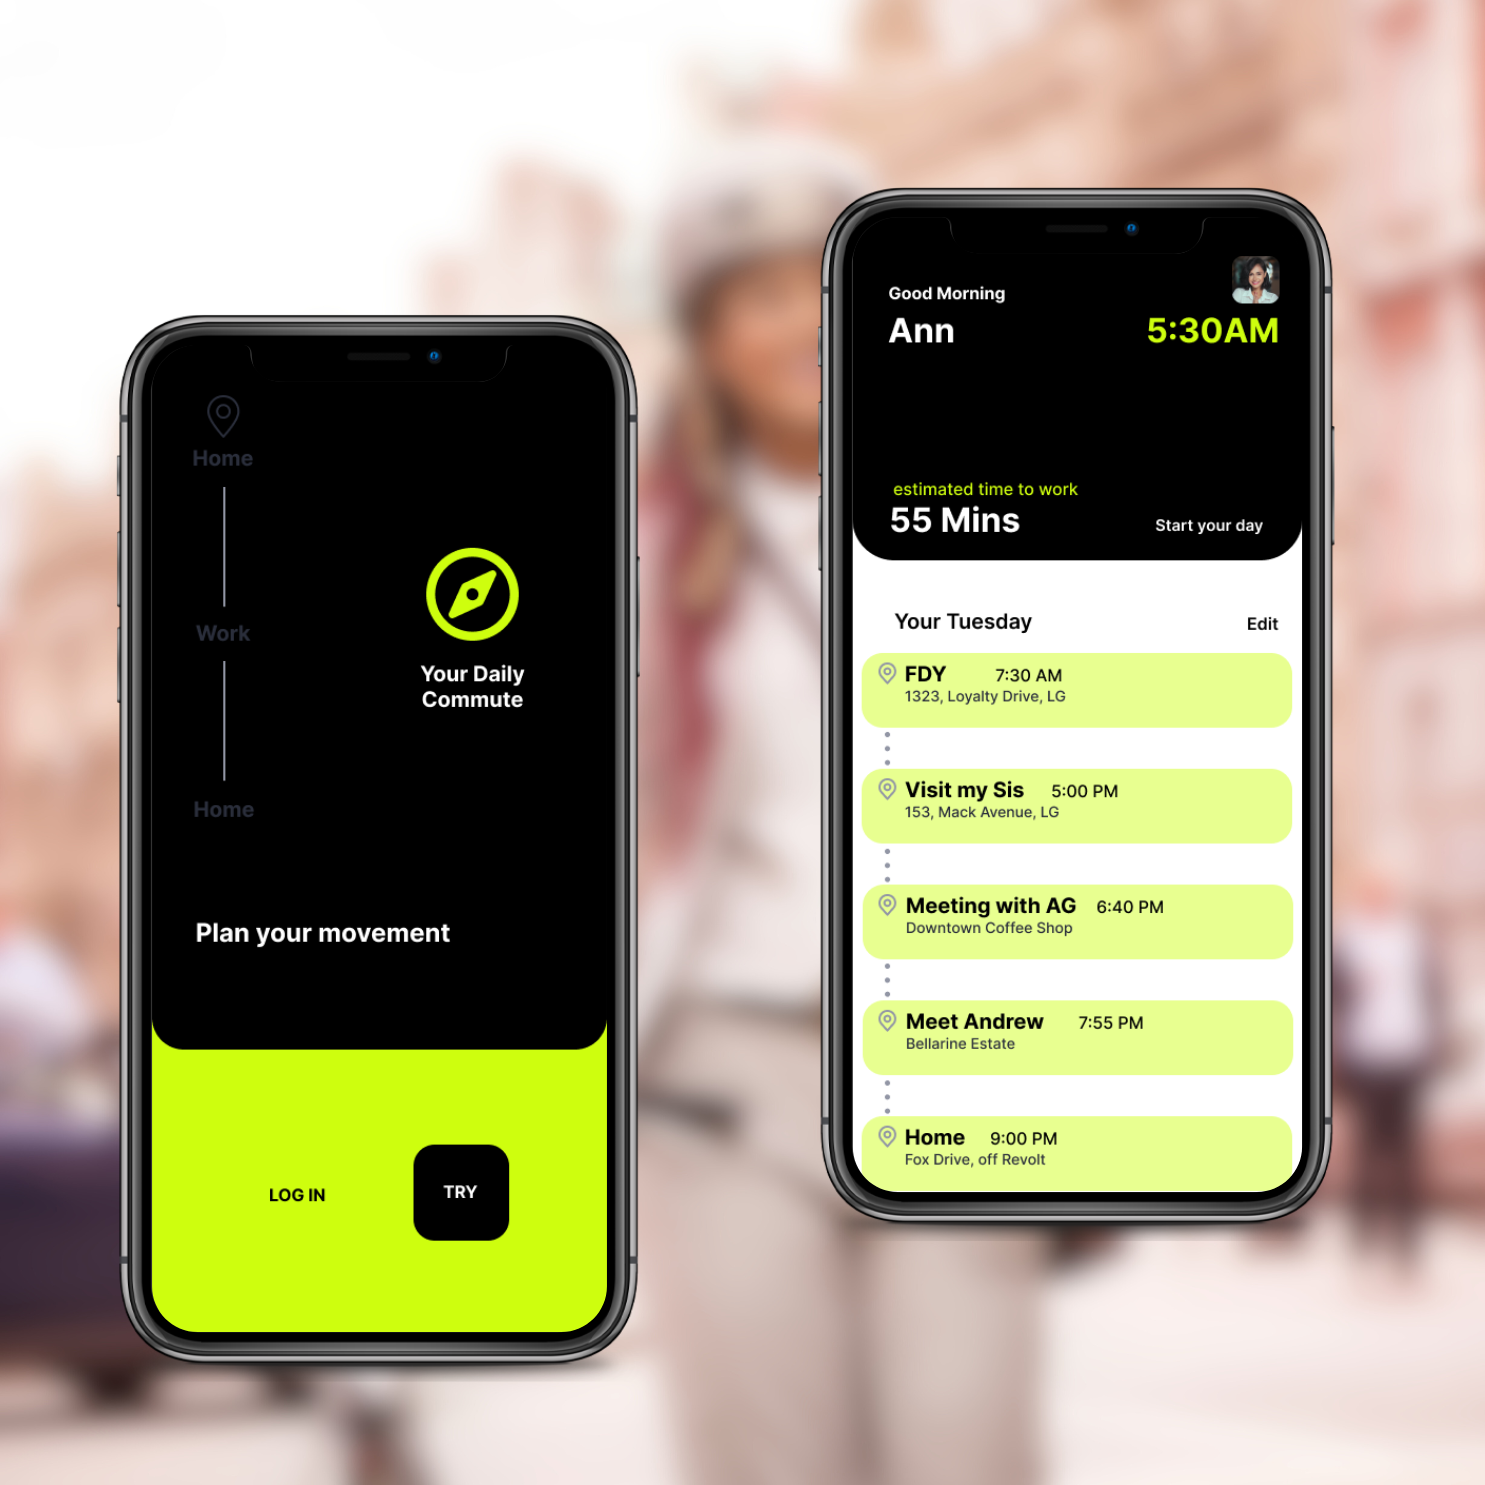 Home
Work
Your Daily
Commute
Home
Plan your movement
LOG IN
TRY
Good Morning
Ann
5:30AM
estimated time to work
55 Mins
Start your day
Your Tuesday
Edit
FDY 7:30 AM
1323, Loyalty Drive, LG
Visit my Sis 5:00 PM
153, Mack Avenue, LG
Meeting with AG 6:40 PM
Downtown Coffee Shop
Meet Andrew 7:55 PM
Bellarine Estate
Home 9:00 PM
Fox Drive, off Revolt